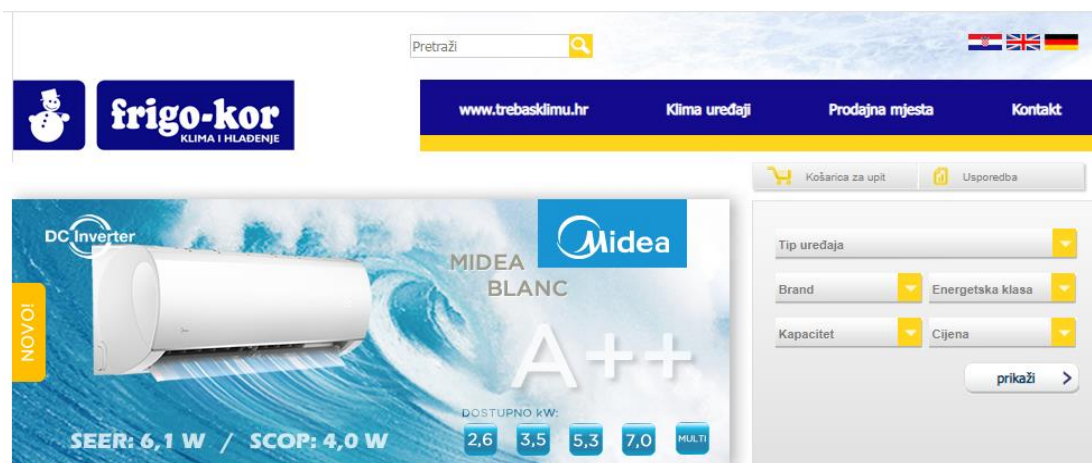 Pretraži
frigo-kor
KLIMA I HLAĐENJE
www.trebasklimu.hr Klima uređaji Prodajna mjesta Kontakt
Košarica za upit Usporedba
DC Inverter
Midea
MIDEA
BLANC
NOVO!
A++
DOSTUPNO kW:
2,6 3,5 5,3 7,0 MULTI
SEER: 6,1 W / SCOP: 4,0 W
Tip uređaja
Brand Energetska klasa
Kapacitet Cijena
prikaži